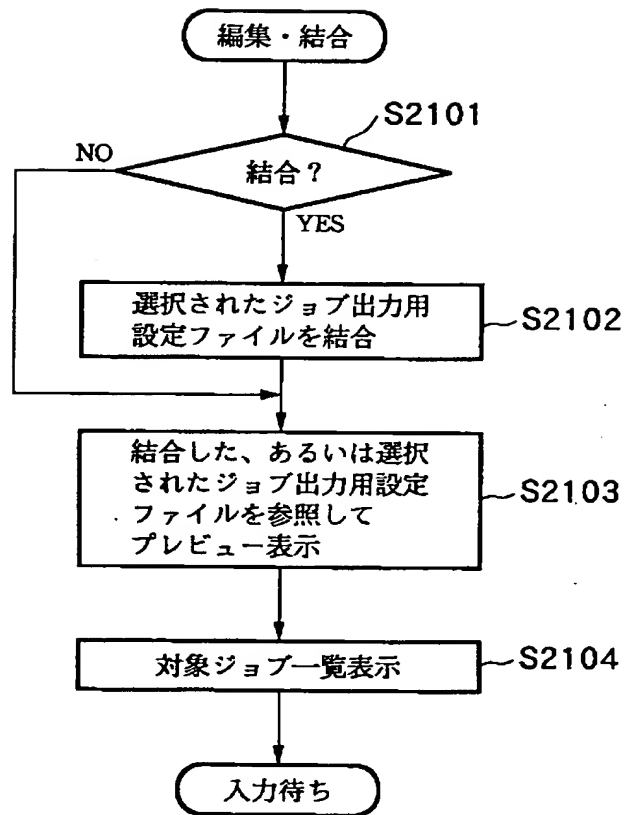 編集・結合
S2101
NO
結合？
YES
選択されたジョブ出力用
設定ファイルを結合
S2102
結合した、あるいは選択
されたジョブ出力用設定
ファイルを参照して
プレビュー表示
S2103
対象ジョブ一覧表示
S2104
入力待ち